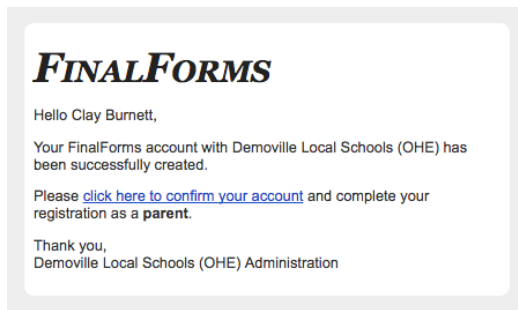 FINALFORMS
Hello Clay Burnett,
Your FinalForms account with Demoville Local Schools (OHE) has
been successfully created.
Please click here to confirm your account and complete your
registration as a parent.
Thank you,
Demoville Local Schools (OHE) Administration